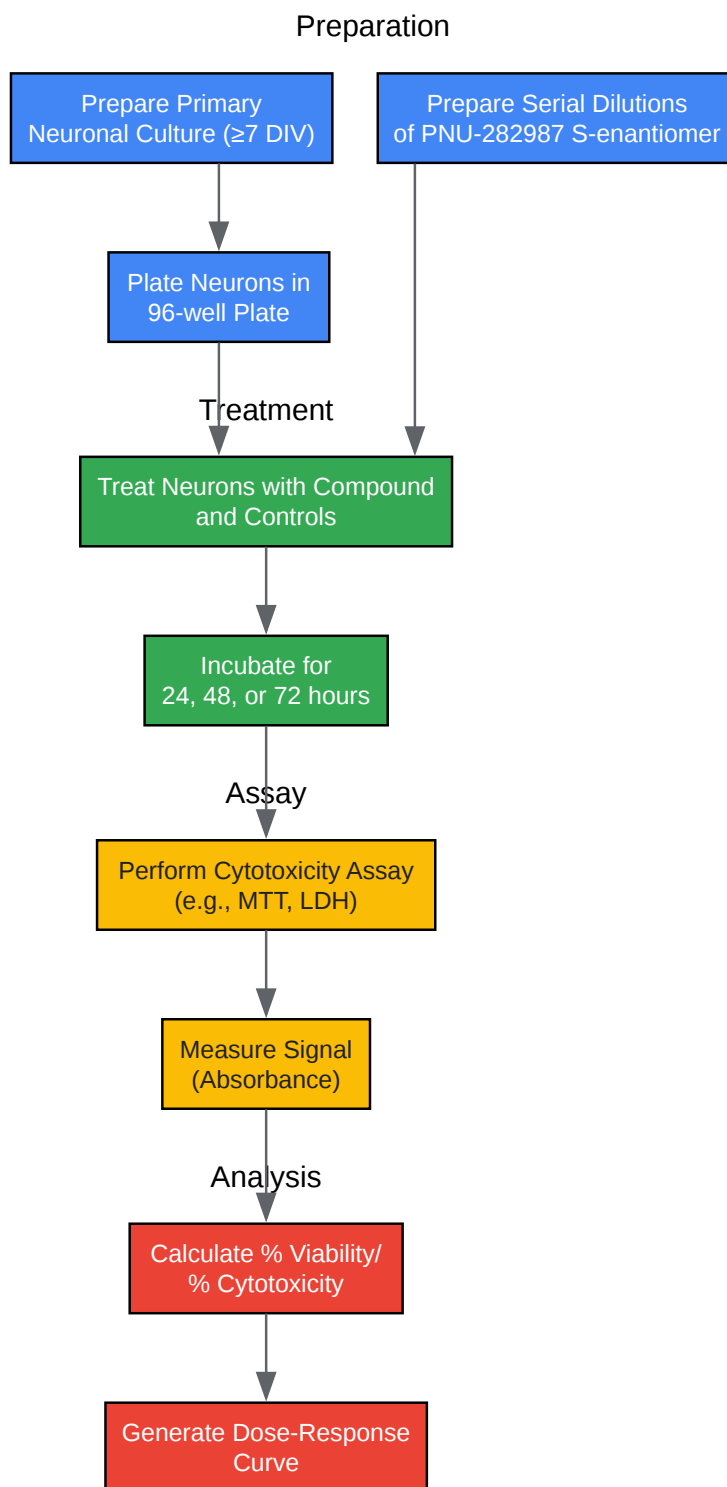 Preparation
Prepare Primary
Neuronal Culture (≥7 DIV)
Prepare Serial Dilutions
of PNU-282987 S-enantiomer
Plate Neurons in
96-well Plate
Treatment
Treat Neurons with Compound
and Controls
Incubate for
24, 48, or 72 hours
Assay
Perform Cytotoxicity Assay
(e.g., MTT, LDH)
Measure Signal
(Absorbance)
Analysis
Calculate % Viability/
% Cytotoxicity
Generate Dose-Response
Curve